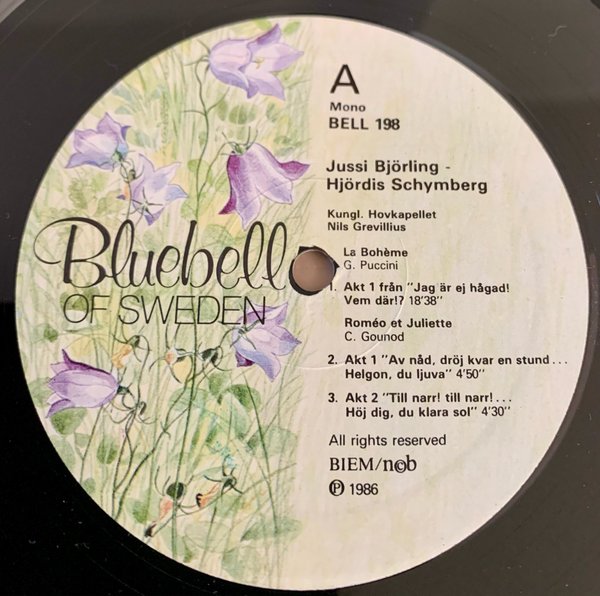 A
Mono
BELL 198
Jussi Björling -
Hjördis Schymberg
Kungl. Hovkapellet
Nils Grevillius
Bluebell
OF SWEDEN
La Bohème
G. Puccini
1. Akt 1 från "Jag är ej hågad!
Vem där!? 18'38"
Roméo et Juliette
C. Gounod
2. Akt 1 "Av nåd, dröj kvar en stund...
Helgon, du ljuva" 4'50"
3. Akt 2 "Till narr! till narr!...
Höj dig, du klara sol" 4'30"
All rights reserved
BIEM/n©b
℗ 1986